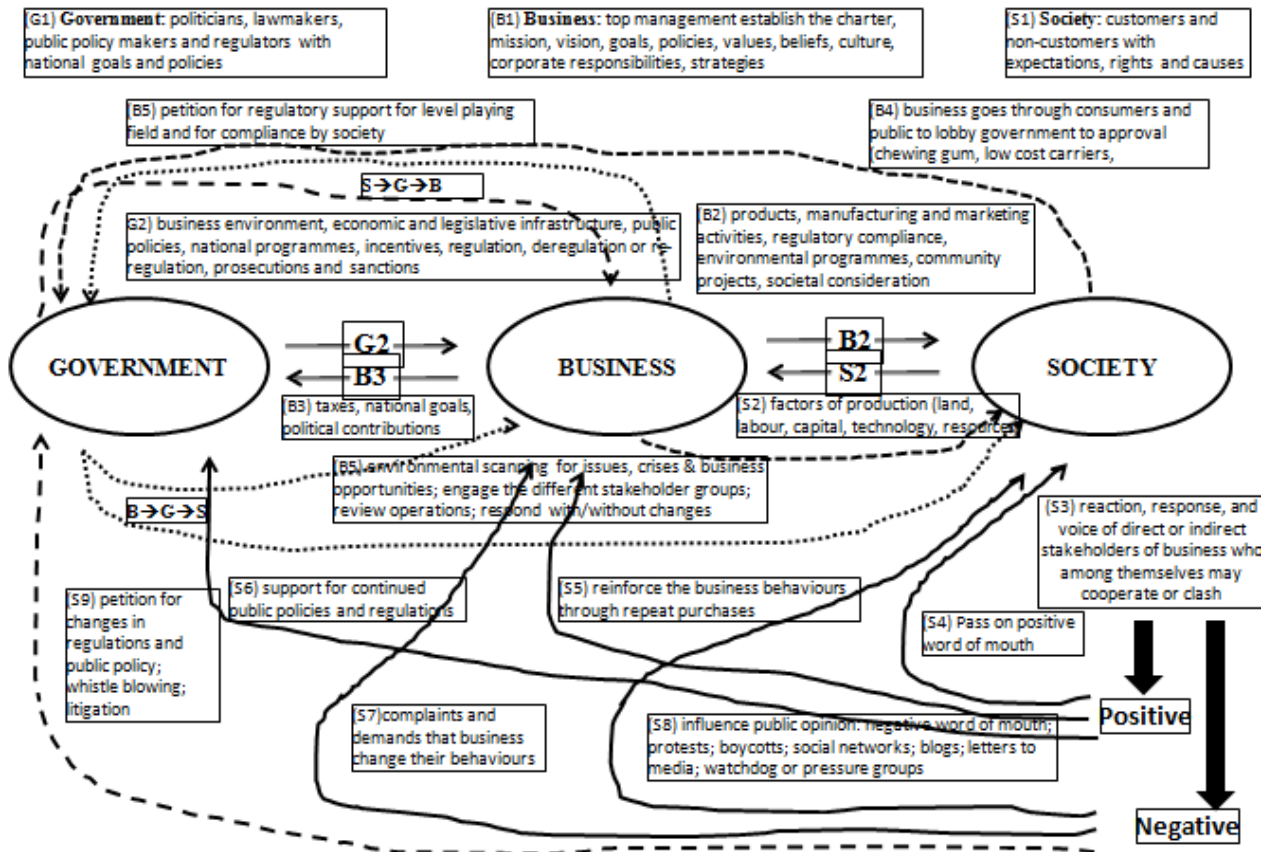 (G1) Government: politicians, lawmakers,
public policy makers and regulators with
national goals and policies
(B1) Business: top management establish the charter,
mission, vision, goals, policies, values, beliefs, culture,
corporate responsibilities, strategies
(S1) Society: customers and
non-customers with
expectations, rights and causes
(B5) petition for regulatory support for level playing
field and for compliance by society
(B4) business goes through consumers and
public to lobby government to approval
(chewing gum, low cost carriers,
S→G→B
G2) business environment, economic and legislative infrastructure, public
policies, national programmes, incentives, regulation, deregulation or re-
regulation, prosecutions and sanctions
(B2) products, manufacturing and marketing
activities, regulatory compliance,
environmental programmes, community
projects, societal consideration
GOVERNMENT
G2
B3
BUSINESS
B2
S2
SOCIETY
(B3) taxes, national goals,
political contributions
(S2) factors of production (land,
labour, capital, technology, resources)
(B5) environmental scanning for issues, crises & business
opportunities; engage the different stakeholder groups;
review operations; respond with/without changes
B→G→S
(S3) reaction, response, and
voice of direct or indirect
stakeholders of business who
among themselves may
cooperate or clash
(S9) petition for
changes in
regulations and
public policy;
whistle blowing;
litigation
(S6) support for continued
public policies and regulations
(S5) reinforce the business behaviours
through repeat purchases
(S4) Pass on positive
word of mouth
(S7)complaints and
demands that business
change their behaviours
(S8) influence public opinion: negative word of mouth;
protests; boycotts; social networks; blogs; letters to
media; watchdog or pressure groups
Positive
Negative